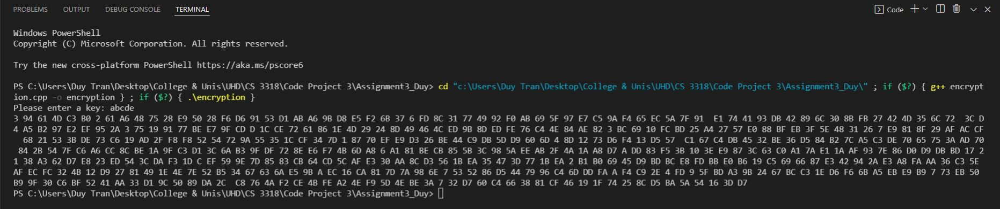 PROBLEMS OUTPUT DEBUG CONSOLE TERMINAL Code
Windows PowerShell
Copyright (C) Microsoft Corporation. All rights reserved.
Try the new cross-platform PowerShell https://aka.ms/pscore6
PS C:\Users\Duy Tran\Desktop\College & Unis\UHD\CS 3318\Code Project 3\Assignment3_Duy> cd "c:\Users\Duy Tran\Desktop\College & Unis\UHD\CS 3318\Code Project 3\Assignment3_Duy\" ; if ($?) { g++ encrypt
ion.cpp -o encryption } ; if ($?) { .\encryption }
Please enter a key: abcde
3 94 61 4D C3 B0 2 61 A6 48 75 28 E9 50 28 F6 D6 91 53 D1 AB A6 9B D8 E5 F2 6B 37 6 FD 8C 31 77 49 92 F0 AB 69 5F 97 E7 C5 9A F4 65 EC 5A 7F 91  E1 74 41 93 DB 42 89 6C 30 8B FB 27 42 4D 35 6C 72  3C D
4 A5 B2 97 E2 EF 95 2A 3 75 19 91 77 BE E7 9F CD D 1C CE 72 61 86 1E 4D 29 24 8D 49 46 4C ED 9B 8D ED FE 76 C4 4E 84 AE 82 3 BC 69 10 FC BD 25 A4 27 57 E0 88 BF EB 3F 5E 48 31 26 7 E9 81 8F 29 AF AC CF
68 21 53 3B DE 73 C6 19 AD 2F F8 F8 52 54 72 9A 55 35 1C CF 34 7D 1 87 70 EF E9 D3 26 BE 44 C9 DB 5D D9 60 6D 4 8D 12 73 D6 F4 13 D5 57  C1 67 C4 DB 45 32 BE 36 D5 84 B2 7C A5 C3 DE 70 65 75 3A AD 70
84 2B 54 7F C6 A6 CC 8C BE 1A 9F C3 D1 3C 6A B3 9F DF 72 8E E6 F7 4B 6D A8 6 A1 81 BE CB 85 5B 3C 98 5A EE AB 2F 4A 1A A8 D7 A DD 83 F5 3B 10 3E E9 87 3C 63 C0 A1 7A E1 1A AF 93 7E 86 D0 D9 DB BD 17 2
1 38 A3 62 D7 E8 23 ED 54 3C DA F3 1D C EF 59 9E 7D 85 83 CB 64 CD 5C AF E3 30 AA 8C D3 56 1B EA 35 47 3D 77 1B EA 2 B1 B0 69 45 D9 BD BC E8 FD BB E0 B6 19 C5 69 66 87 E3 42 94 2A E3 A8 FA AA 36 C3 5E
AF EC FC 32 4B 12 D9 27 81 49 1E 4E 7E 52 B5 34 67 63 6A E5 9B A EC 16 CA 81 7D 7A 98 6E 7 53 52 86 D5 44 79 96 C4 6D DD FA A F4 C9 2E 4 FD 9 5F BD A3 9B 24 67 BC C3 1E D6 F6 6B A5 EB E9 B9 7 73 EB 50
B9 9F 30 C6 BF 52 41 AA 33 D1 9C 50 89 DA 2C  C8 76 4A F2 CE 4B FE A2 4E F9 5D 4E BE 3A 7 32 D7 60 C4 66 38 81 CF 46 19 1F 74 25 8C D5 BA 5A 54 16 3D D7
PS C:\Users\Duy Tran\Desktop\College & Unis\UHD\CS 3318\Code Project 3\Assignment3_Duy>